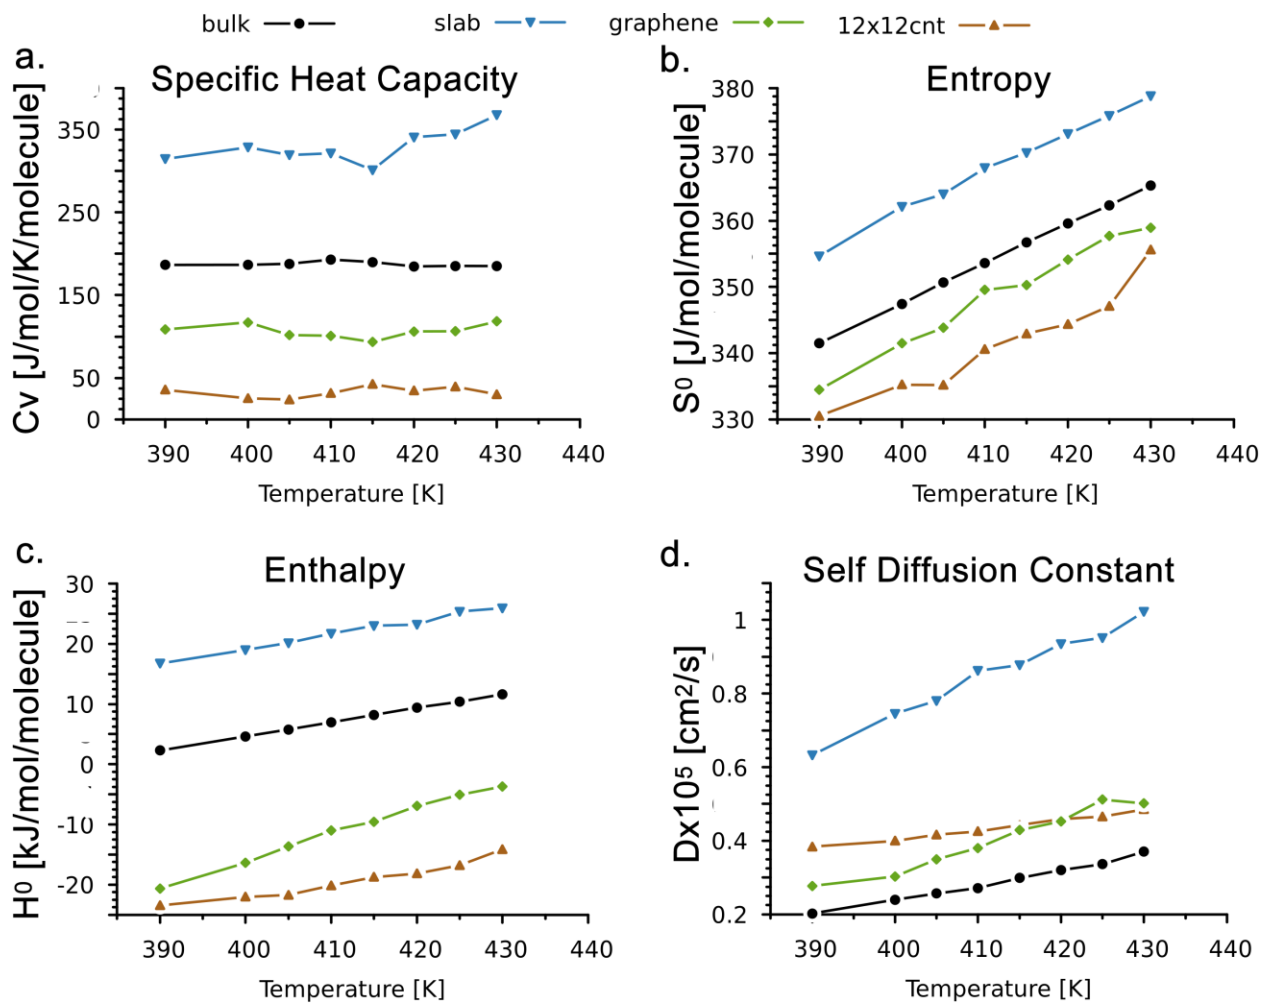 bulk slab graphene 12x12cnt
a. Specific Heat Capacity
Cv [J/mol/K/molecule]
350
250
150
50
0
390 400 410 420 430 440
Temperature [K]
b. Entropy
S⁰ [J/mol/molecule]
380
370
360
350
340
330
390 400 410 420 430 440
Temperature [K]
c. Enthalpy
H⁰ [kJ/mol/molecule]
30
20
10
0
-10
-20
390 400 410 420 430 440
Temperature [K]
d. Self Diffusion Constant
Dx10⁵ [cm²/s]
1
0.8
0.6
0.4
0.2
390 400 410 420 430 440
Temperature [K]